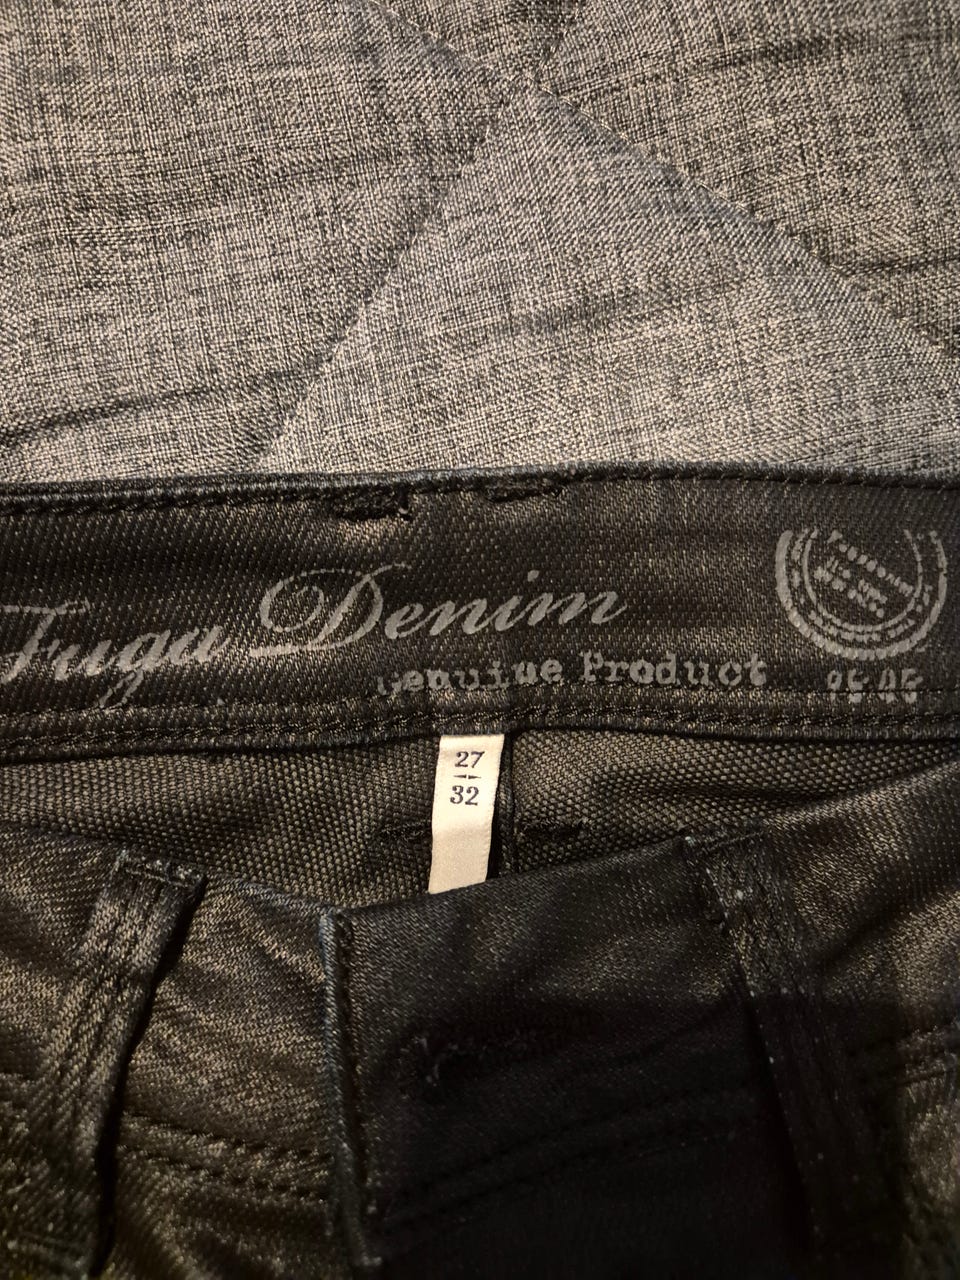 Fuga Denim
Genuine Product
27
32